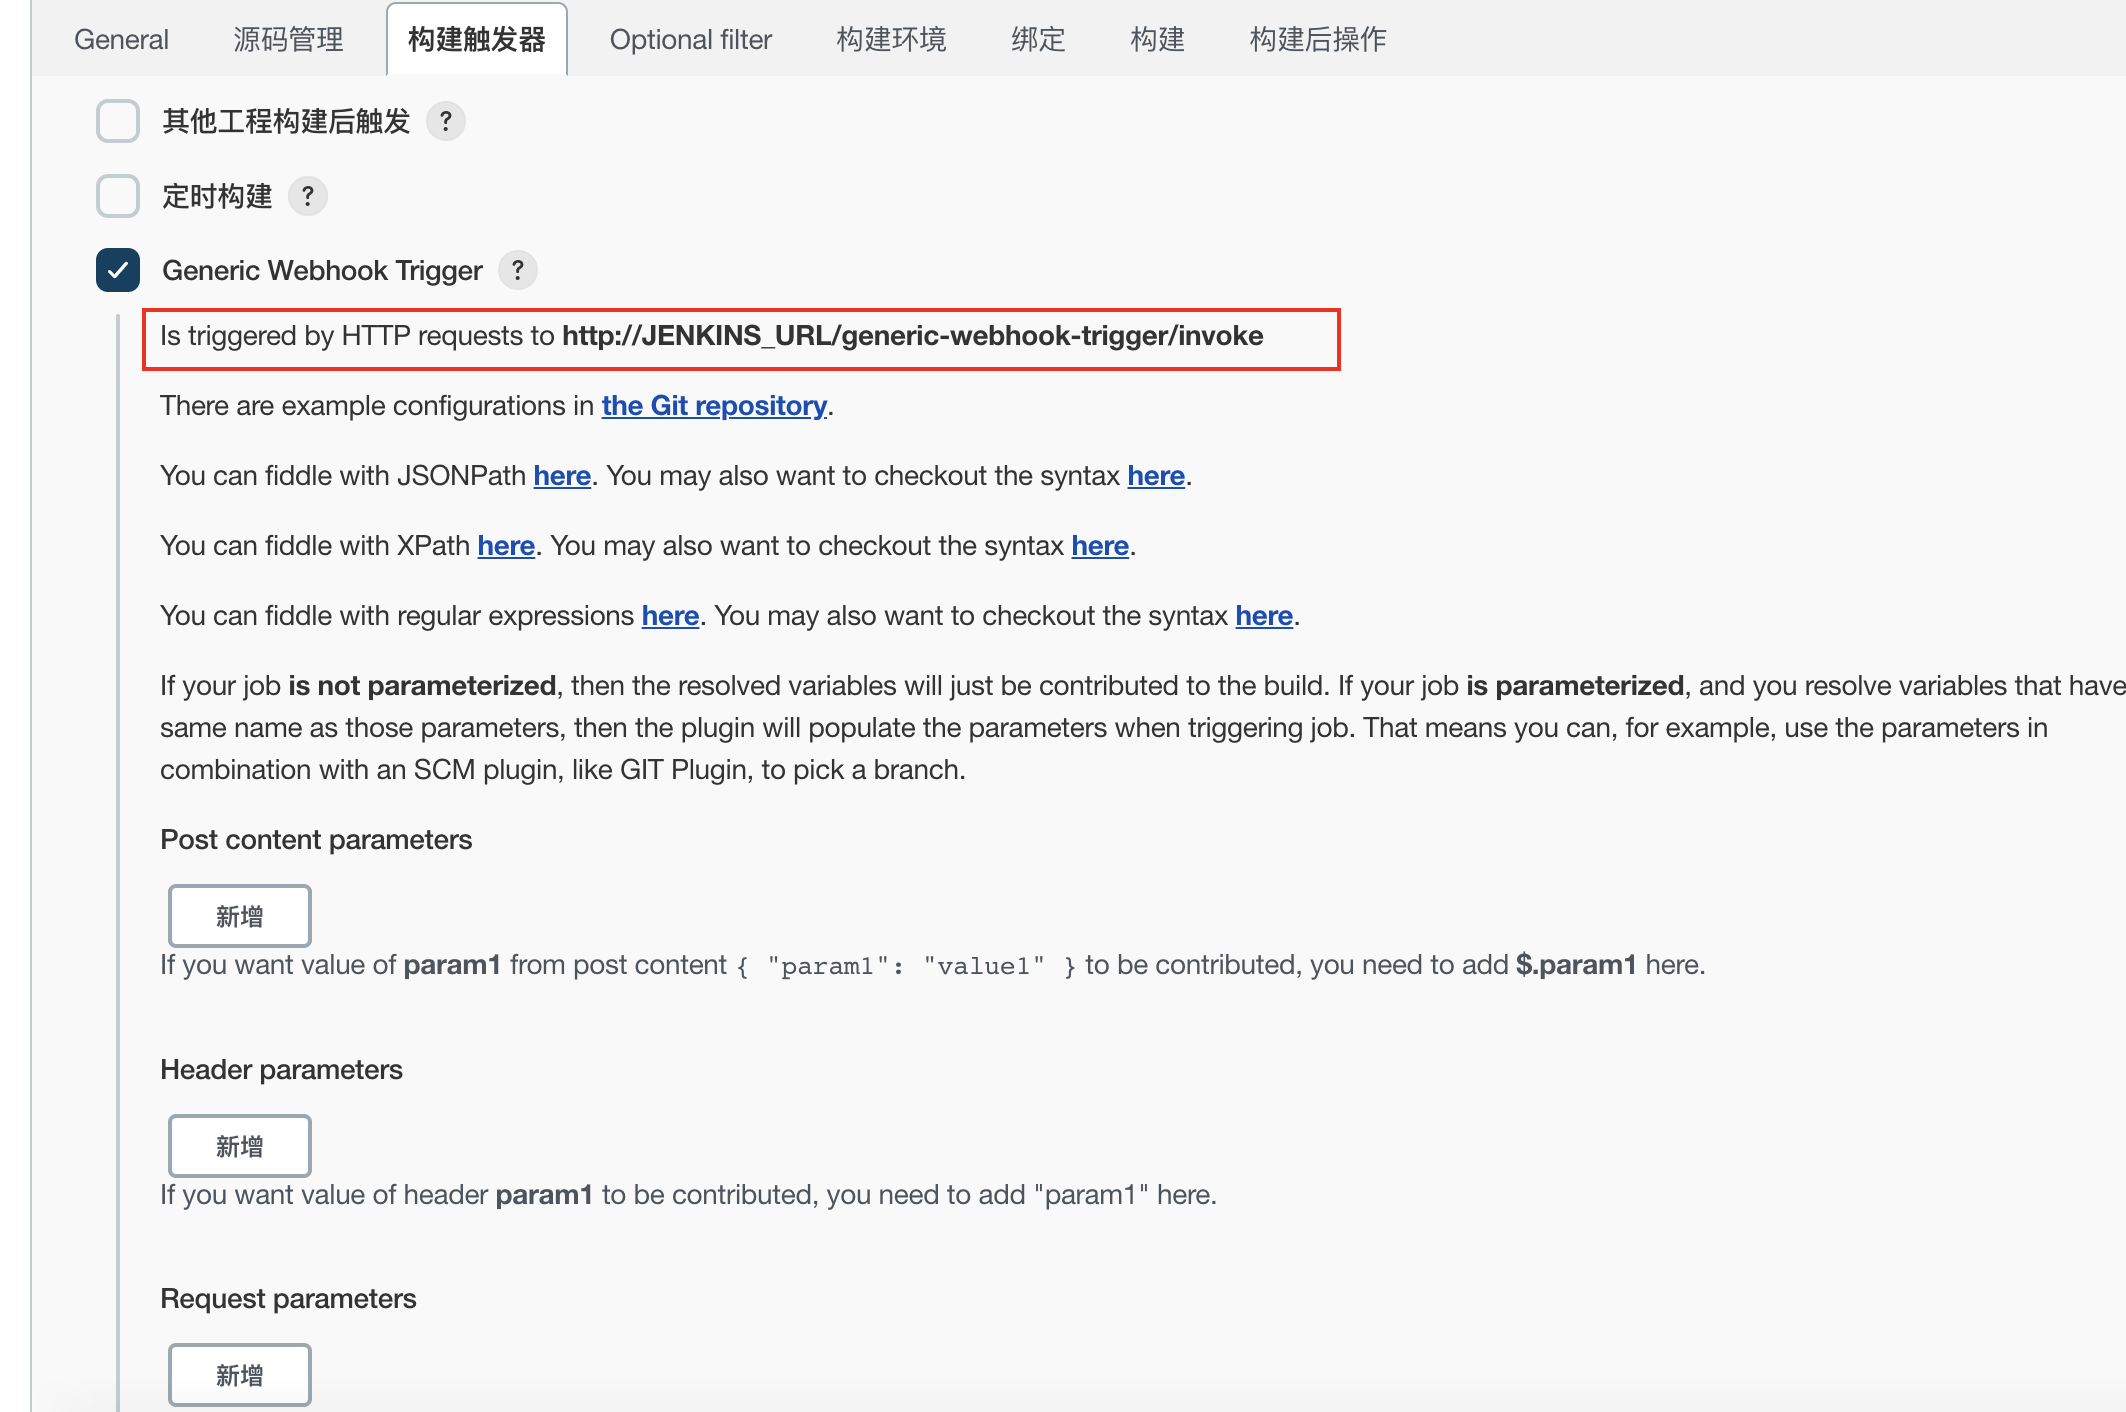 General 源码管理 构建触发器 Optional filter 构建环境 绑定 构建 构建后操作
其他工程构建后触发 ?
定时构建 ?
Generic Webhook Trigger ?
Is triggered by HTTP requests to http://JENKINS_URL/generic-webhook-trigger/invoke
There are example configurations in the Git repository.
You can fiddle with JSONPath here. You may also want to checkout the syntax here.
You can fiddle with XPath here. You may also want to checkout the syntax here.
You can fiddle with regular expressions here. You may also want to checkout the syntax here.
If your job is not parameterized, then the resolved variables will just be contributed to the build. If your job is parameterized, and you resolve variables that have
same name as those parameters, then the plugin will populate the parameters when triggering job. That means you can, for example, use the parameters in
combination with an SCM plugin, like GIT Plugin, to pick a branch.
Post content parameters
新增
If you want value of param1 from post content { "param1": "value1" } to be contributed, you need to add $.param1 here.
Header parameters
新增
If you want value of header param1 to be contributed, you need to add "param1" here.
Request parameters
新增